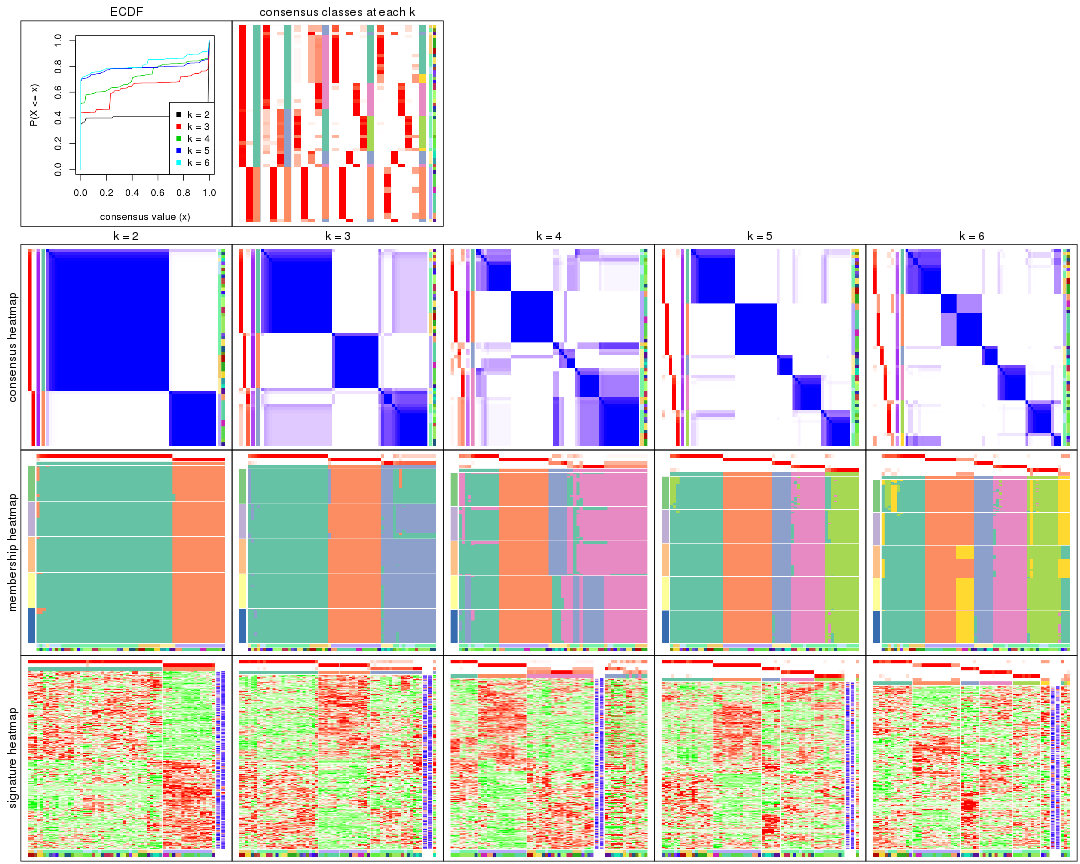 ECDF
consensus classes at each k
P(X <= x)
0.0 0.2 0.4 0.6 0.8 1.0
k = 2
k = 3
k = 4
k = 5
k = 6
0.0 0.2 0.4 0.6 0.8 1.0
consensus value (x)
k = 2
k = 3
k = 4
k = 5
k = 6
consensus heatmap
membership heatmap
signature heatmap